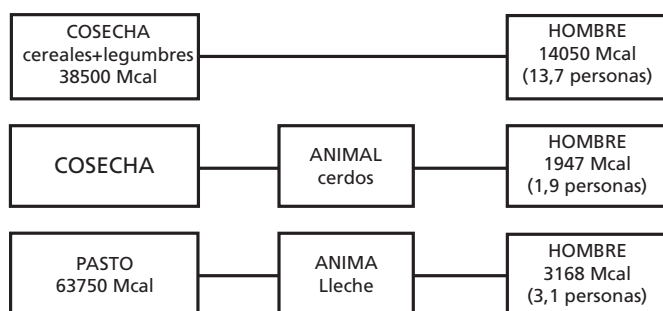 COSECHA
cereales+legumbres
38500 Mcal
HOMBRE
14050 Mcal
(13,7 personas)
COSECHA
ANIMAL
cerdos
HOMBRE
1947 Mcal
(1,9 personas)
PASTO
63750 Mcal
ANIMA
Lleche
HOMBRE
3168 Mcal
(3,1 personas)